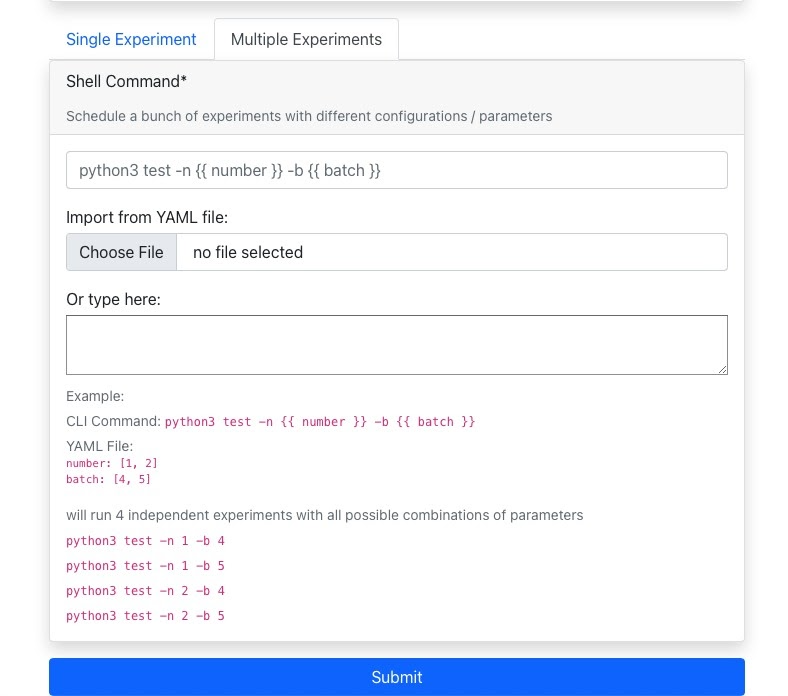 Single Experiment
Multiple Experiments
Shell Command*
Schedule a bunch of experiments with different configurations / parameters
python3 test -n {{ number }} -b {{ batch }}
Import from YAML file:
Choose File no file selected
Or type here:
Example:
CLI Command: python3 test -n {{ number }} -b {{ batch }}
YAML File:
number: [1, 2]
batch: [4, 5]
will run 4 independent experiments with all possible combinations of parameters
python3 test -n 1 -b 4
python3 test -n 1 -b 5
python3 test -n 2 -b 4
python3 test -n 2 -b 5
Submit